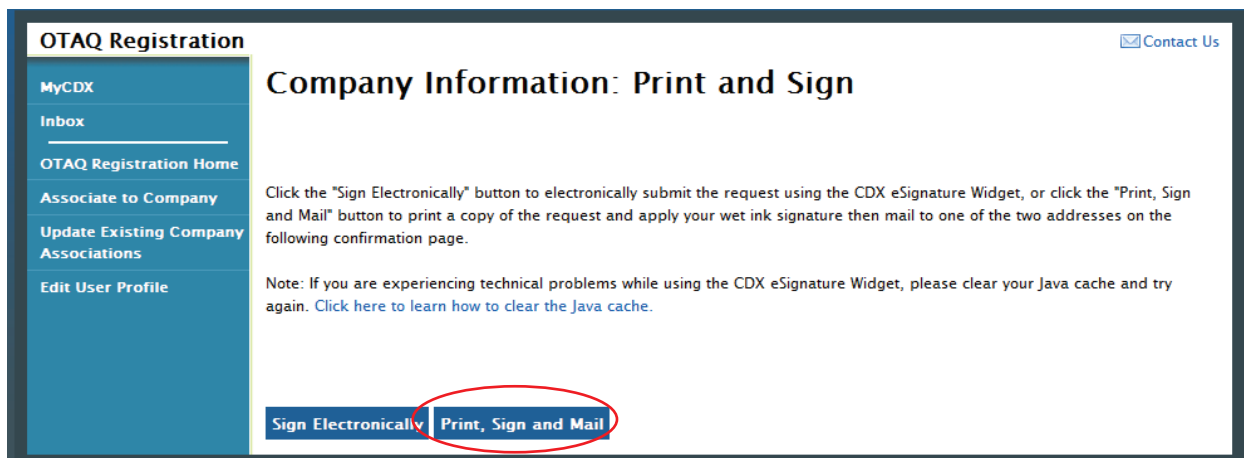 OTAQ Registration
Contact Us
MyCDX
Inbox
OTAQ Registration Home
Associate to Company
Update Existing Company
Associations
Edit User Profile
Company Information: Print and Sign
Click the "Sign Electronically" button to electronically submit the request using the CDX eSignature Widget, or click the "Print, Sign
and Mail" button to print a copy of the request and apply your wet ink signature then mail to one of the two addresses on the
following confirmation page.
Note: If you are experiencing technical problems while using the CDX eSignature Widget, please clear your Java cache and try
again. Click here to learn how to clear the Java cache.
Sign Electronically Print, Sign and Mail